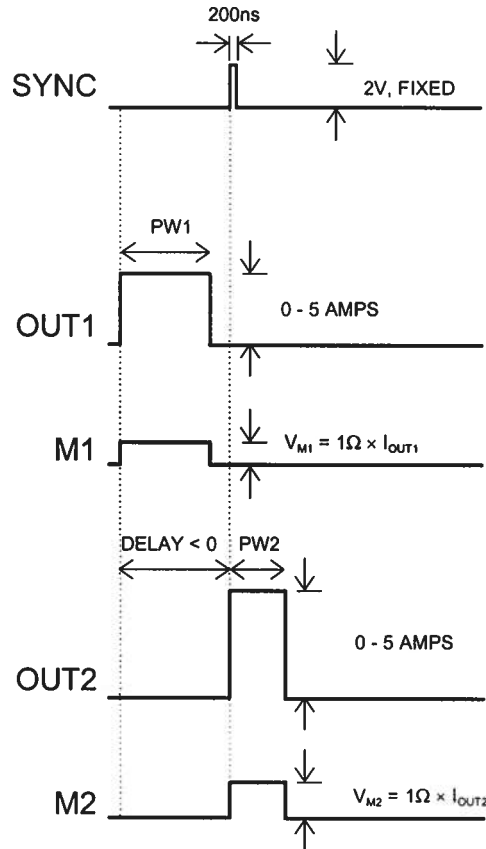 200ns
SYNC
2V, FIXED
PW1
OUT1
0 - 5 AMPS
M1
V_M1 = 1Ω × I_OUT1
DELAY < 0
PW2
OUT2
0 - 5 AMPS
M2
V_M2 = 1Ω × I_OUT2